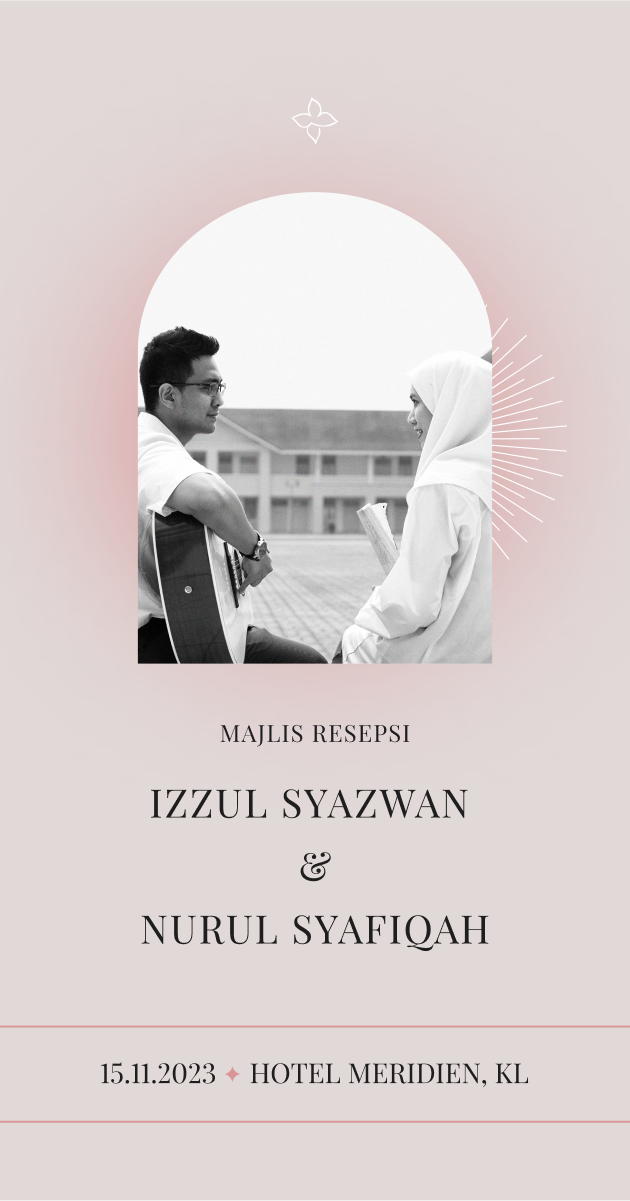 MAJLIS RESEPSI
IZZUL SYAZWAN
&
NURUL SYAFIQAH
15.11.2023 ✦ HOTEL MERIDIEN, KL